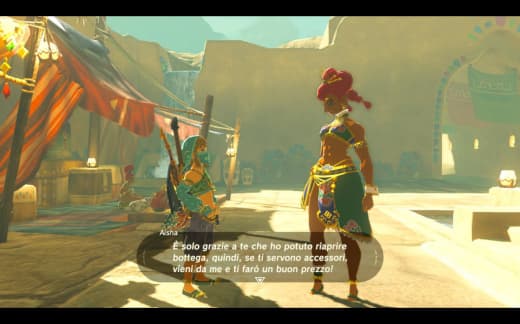 Aisha
È solo grazie a te che ho potuto riaprire
bottega, quindi, se ti servono accessori,
vieni da me e ti farò un buon prezzo!